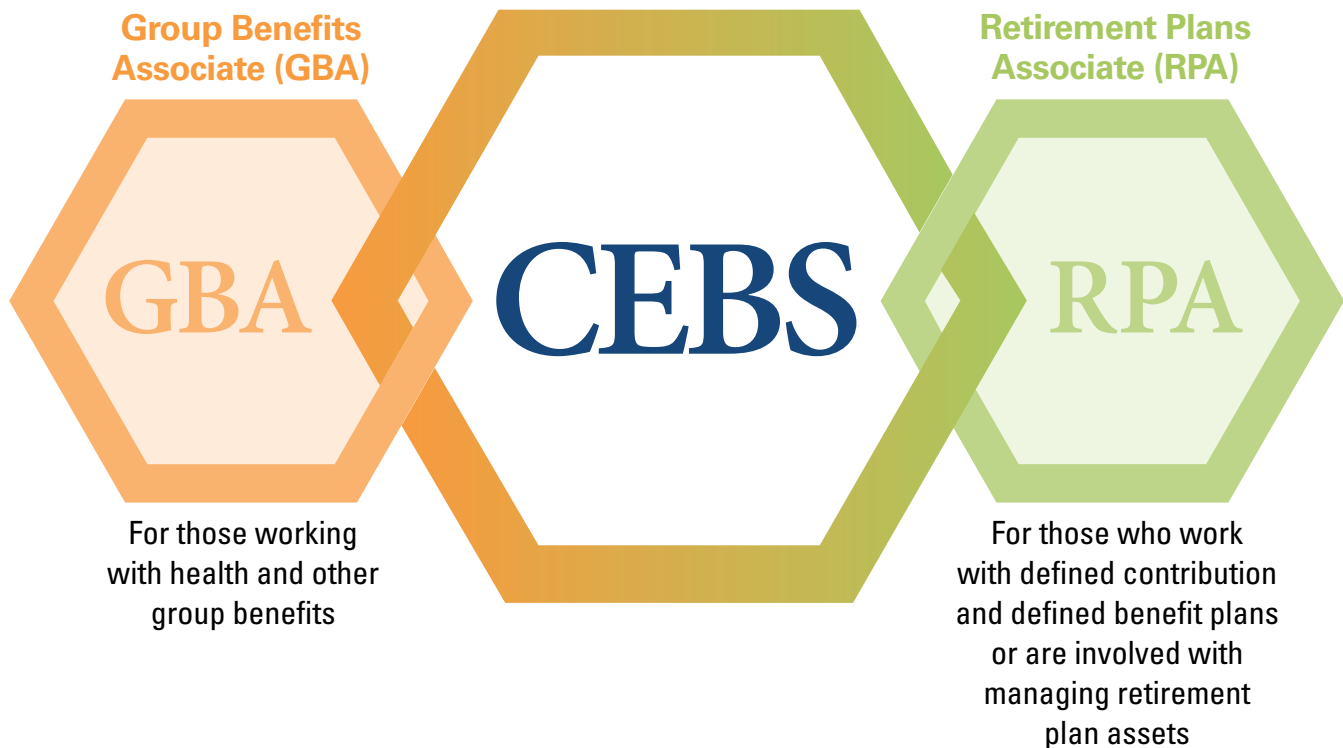 Group Benefits
Associate (GBA)
GBA
For those working
with health and other
group benefits
CEBS
Retirement Plans
Associate (RPA)
RPA
For those who work
with defined contribution
and defined benefit plans
or are involved with
managing retirement
plan assets